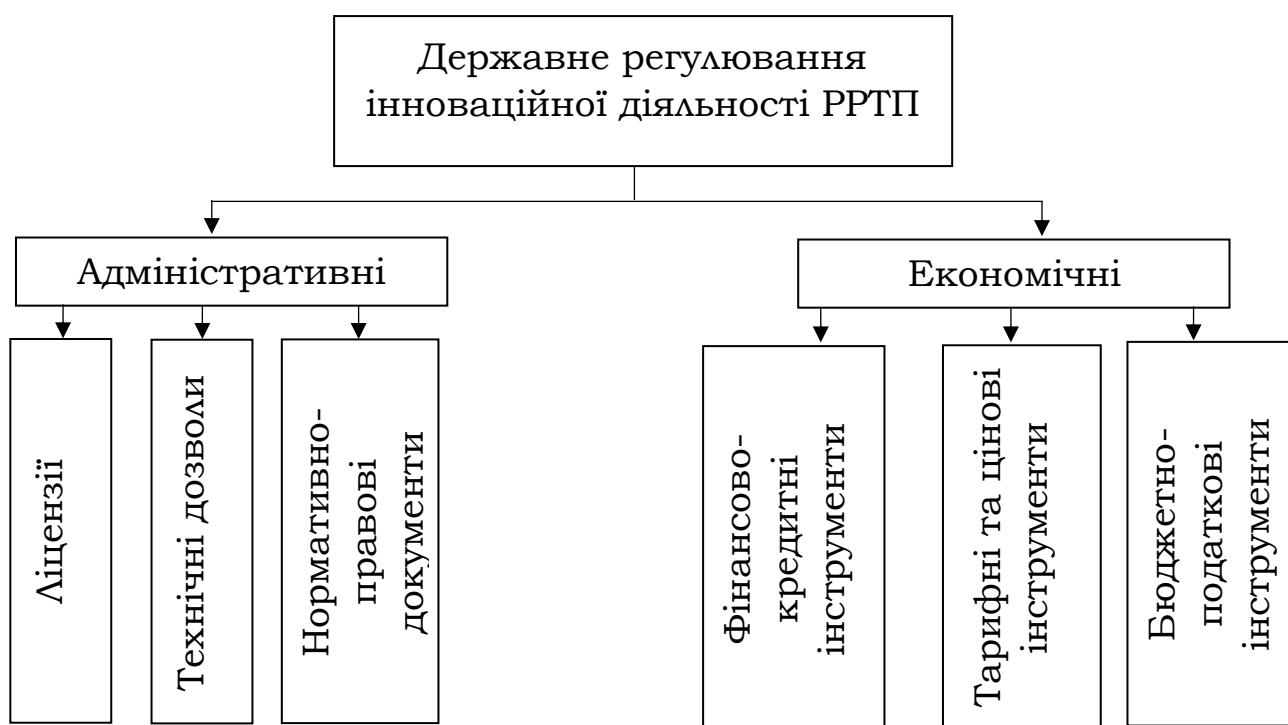 Державне регулювання
інноваційної діяльності РРТП
Адміністративні
Економічні
Ліцензії
Технічні дозволи
Нормативно-
правові
документи
Фінансово-
кредитні
інструменти
Тарифні та цінові
інструменти
Бюджетно-
податкові
інструменти